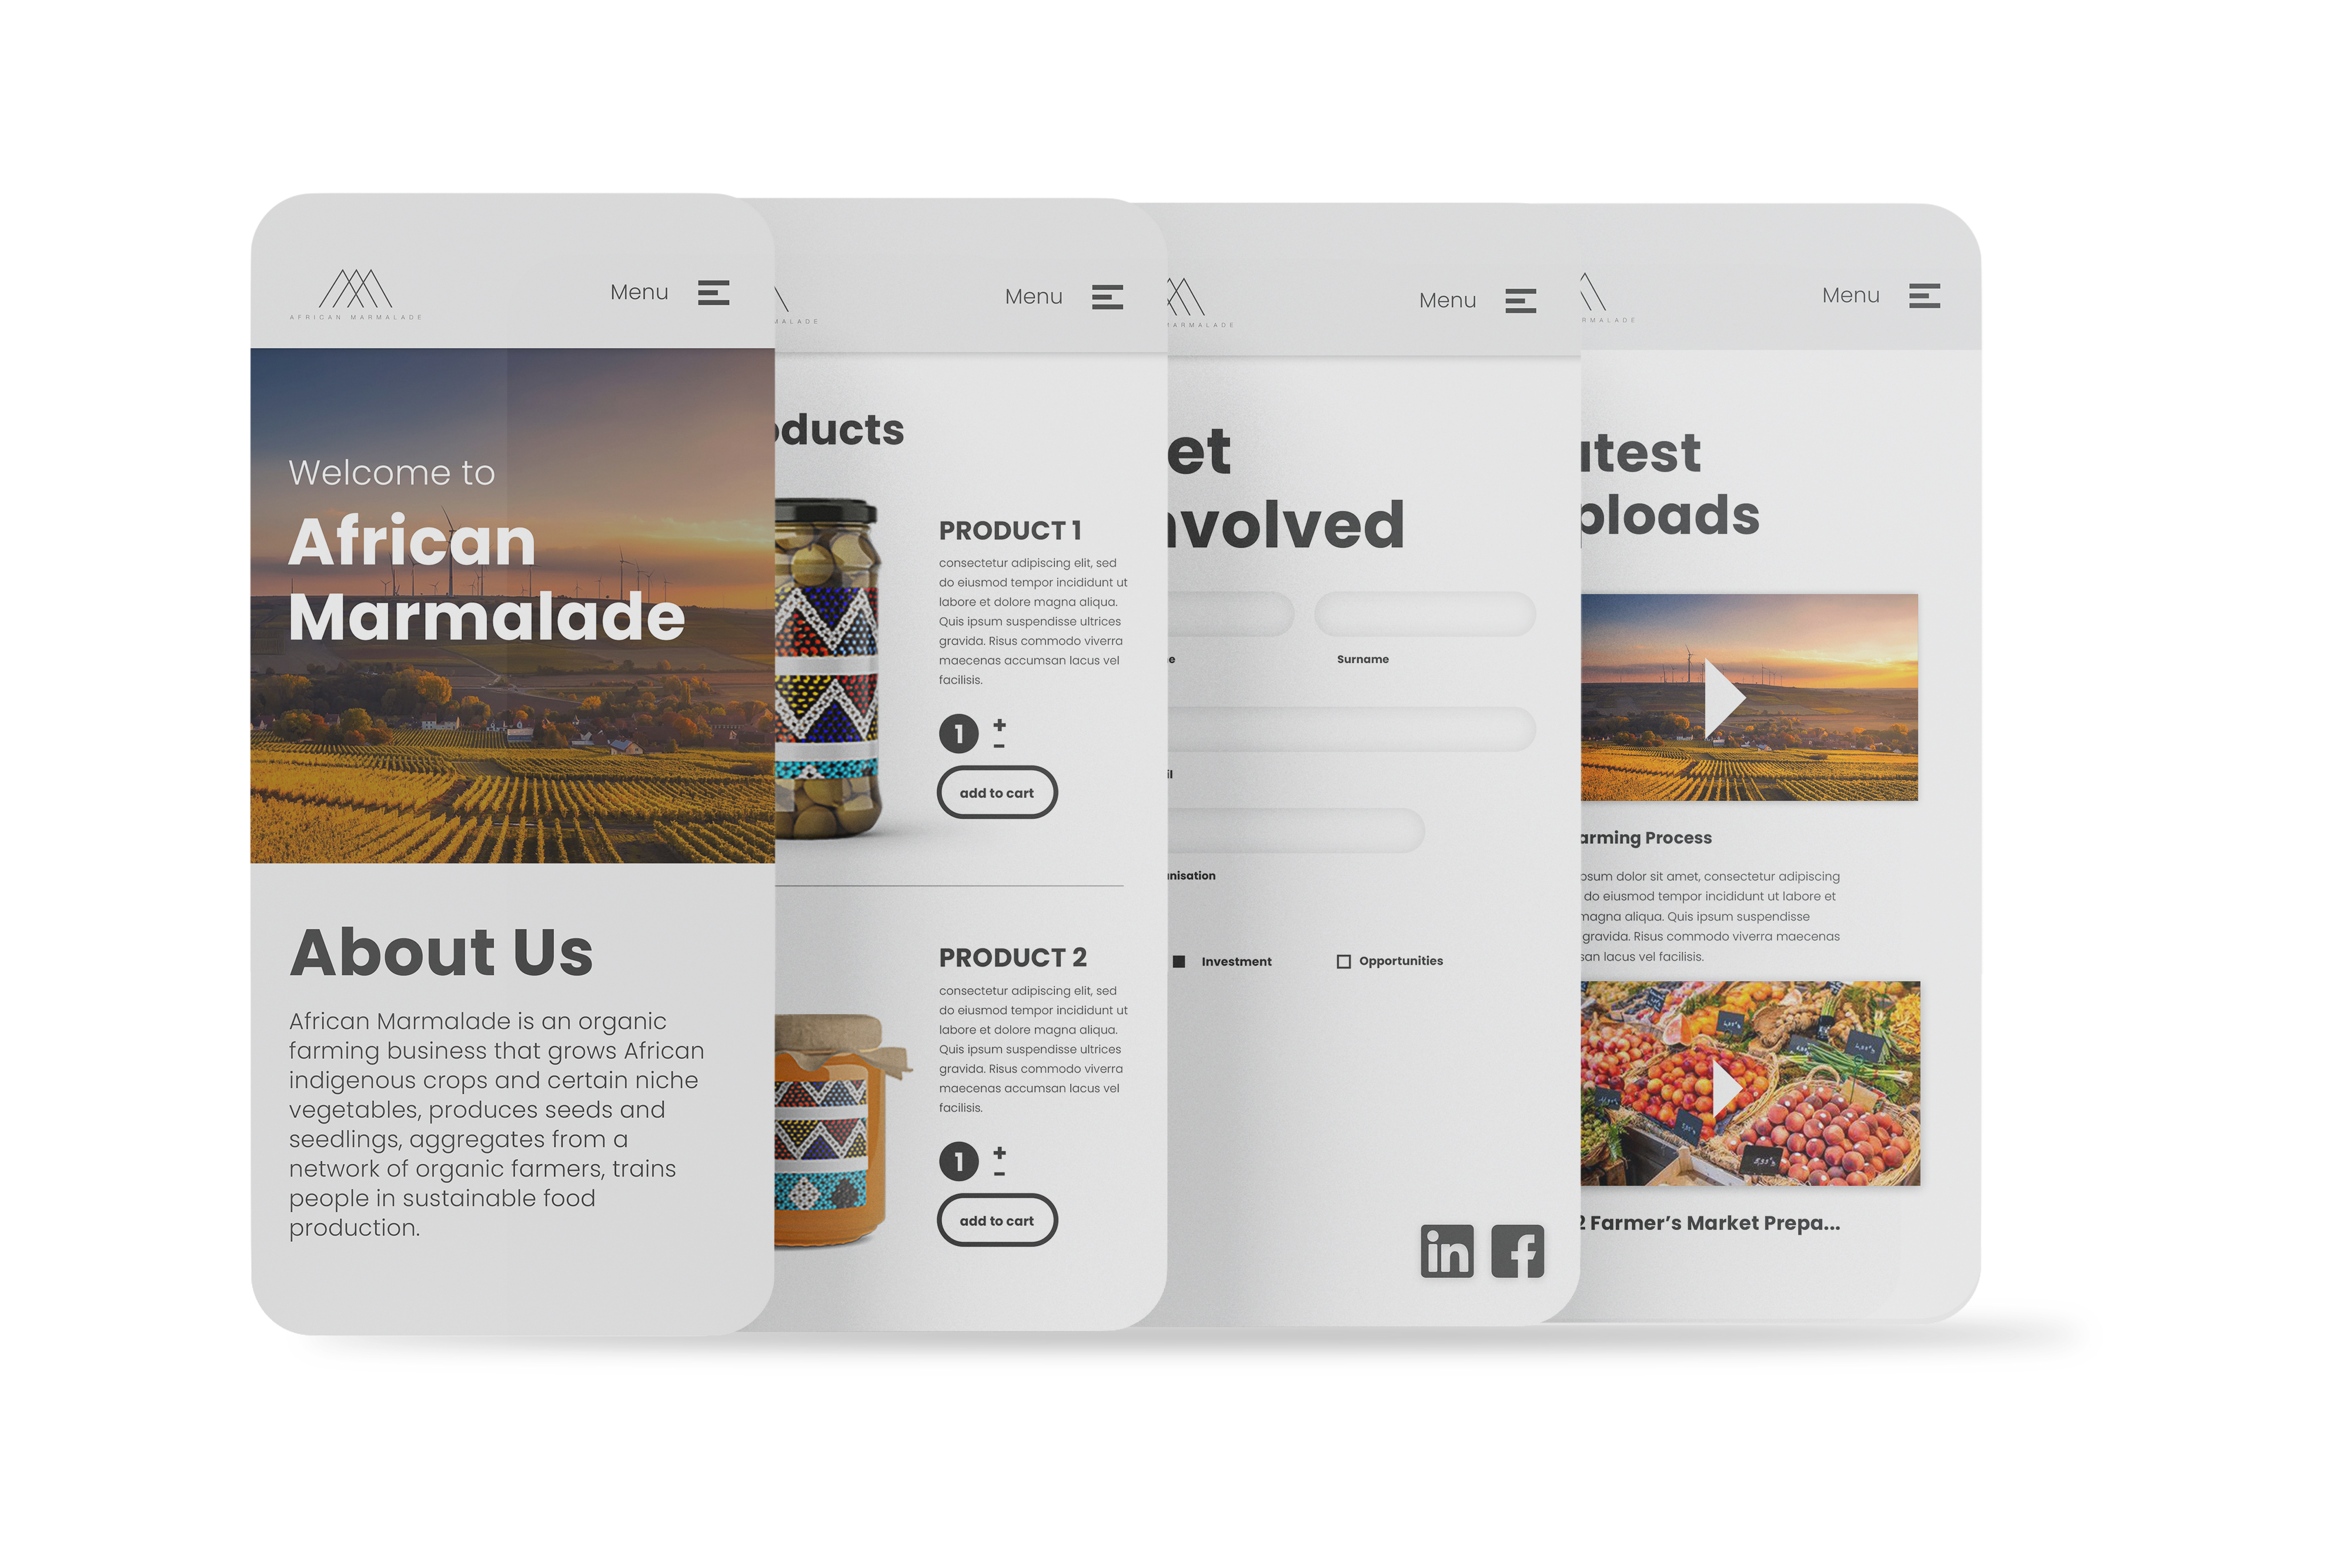 AFRICAN MARMALADE
Menu
Welcome to
African
Marmalade
About Us
African Marmalade is an organic
farming business that grows African
indigenous crops and certain niche
vegetables, produces seeds and
seedlings, aggregates from a
network of organic farmers, trains
people in sustainable food
production.
MALADE
Menu
oducts
PRODUCT 1
consectetur adipiscing elit, sed
do eiusmod tempor incididunt ut
labore et dolore magna aliqua.
Quis ipsum suspendisse ultrices
gravida. Risus commodo viverra
maecenas accumsan lacus vel
facilisis.
1 + -
add to cart
PRODUCT 2
consectetur adipiscing elit, sed
do eiusmod tempor incididunt ut
labore et dolore magna aliqua.
Quis ipsum suspendisse ultrices
gravida. Risus commodo viverra
maecenas accumsan lacus vel
facilisis.
1 + -
add to cart
MARMALADE
Menu
et
nvolved
e
Surname
il
nisation
Investment
Opportunities
in f
RMALADE
Menu
test
ploads
arming Process
psum dolor sit amet, consectetur adipiscing
do eiusmod tempor incididunt ut labore et
magna aliqua. Quis ipsum suspendisse
gravida. Risus commodo viverra maecenas
san lacus vel facilisis.
2 Farmer's Market Prepa...